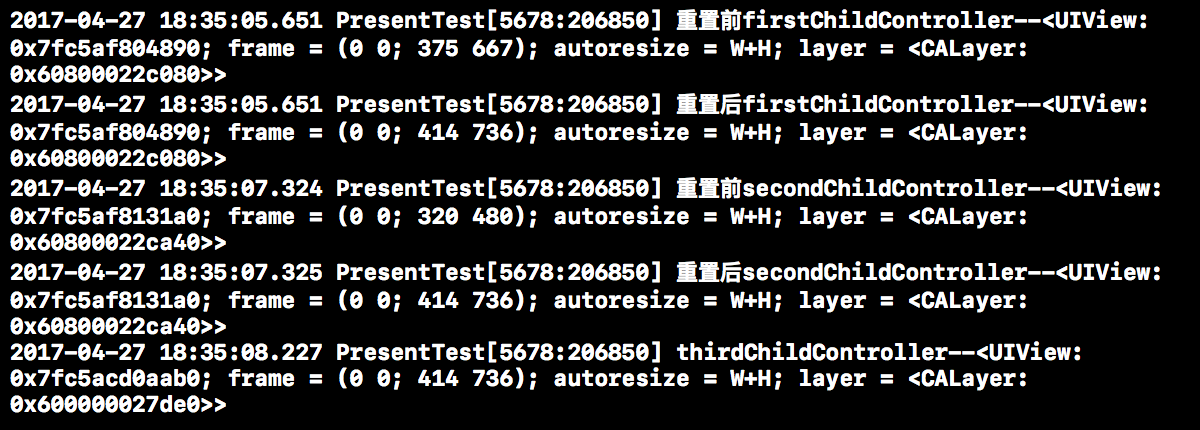 2017-04-27 18:35:05.651 PresentTest[5678:206850] 重置前firstChildController--<UIView:
0x7fc5af804890; frame = (0 0; 375 667); autoresize = W+H; layer = <CALayer:
0x60800022c080>>
2017-04-27 18:35:05.651 PresentTest[5678:206850] 重置后firstChildController--<UIView:
0x7fc5af804890; frame = (0 0; 414 736); autoresize = W+H; layer = <CALayer:
0x60800022c080>>
2017-04-27 18:35:07.324 PresentTest[5678:206850] 重置前secondChildController--<UIView:
0x7fc5af8131a0; frame = (0 0; 320 480); autoresize = W+H; layer = <CALayer:
0x60800022ca40>>
2017-04-27 18:35:07.325 PresentTest[5678:206850] 重置后secondChildController--<UIView:
0x7fc5af8131a0; frame = (0 0; 414 736); autoresize = W+H; layer = <CALayer:
0x60800022ca40>>
2017-04-27 18:35:08.227 PresentTest[5678:206850] thirdChildController--<UIView:
0x7fc5acd0aab0; frame = (0 0; 414 736); autoresize = W+H; layer = <CALayer:
0x600000027de0>>